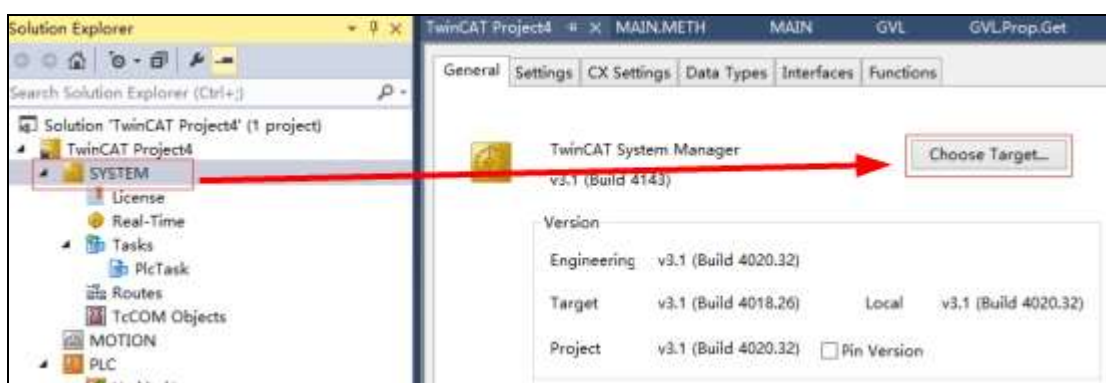 Solution Explorer
Search Solution Explorer (Ctrl+;)
Solution 'TwinCAT Project4' (1 project)
TwinCAT Project4
SYSTEM
License
Real-Time
Tasks
PlcTask
Routes
TcCOM Objects
MOTION
PLC
TwinCAT Project4 MAIN.METH MAIN GVL GVL.Prop.Get
General Settings CX Settings Data Types Interfaces Functions
TwinCAT System Manager
v3.1 (Build 4143)
Choose Target...
Version
Engineering v3.1 (Build 4020.32)
Target v3.1 (Build 4018.26) Local v3.1 (Build 4020.32)
Project v3.1 (Build 4020.32) Pin Version